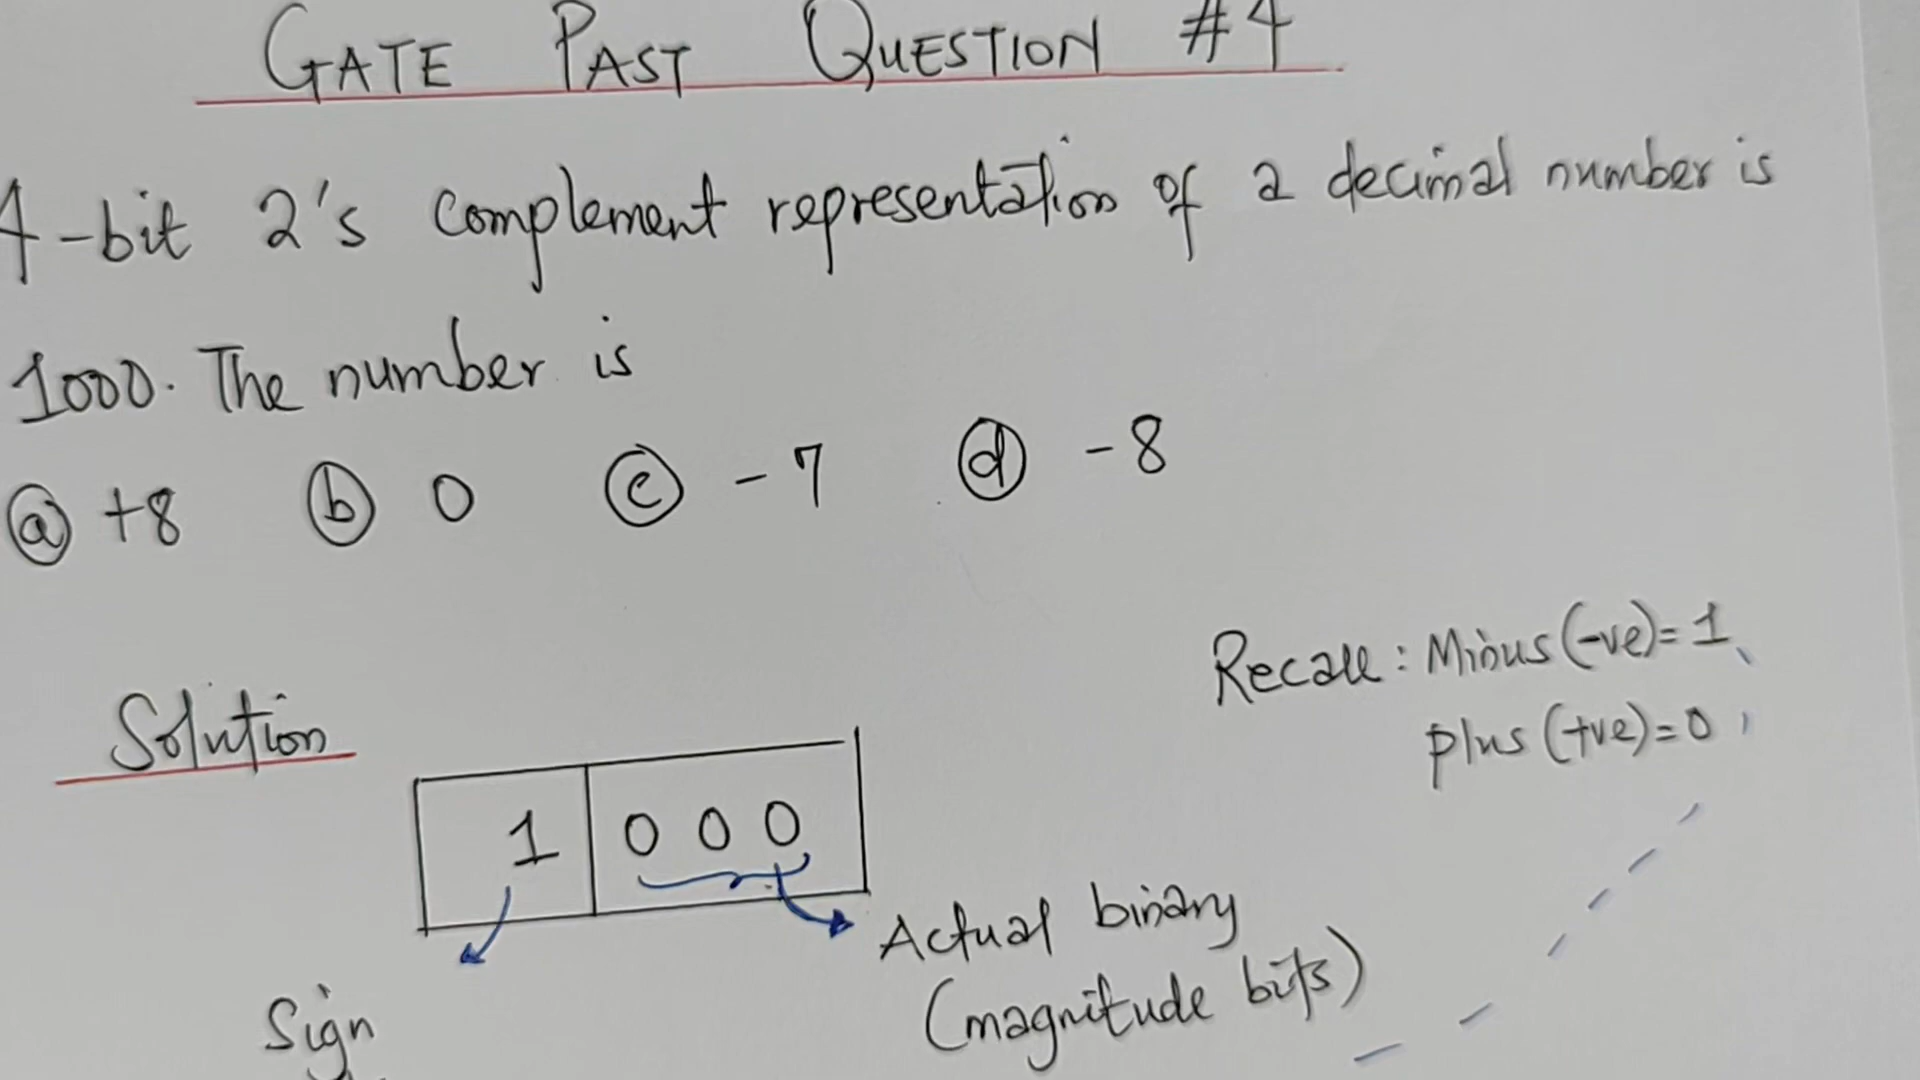 GATE PAST QUESTION #4
4-bit 2's complement representation of a decimal number is
1000. The number is
(a) +8 (b) 0 (c) -7 (d) -8
Recall: Minus (-ve)=1
plus (+ve)=0
Solution
1 0 0 0
Actual binary
(magnitude bits)
Sign